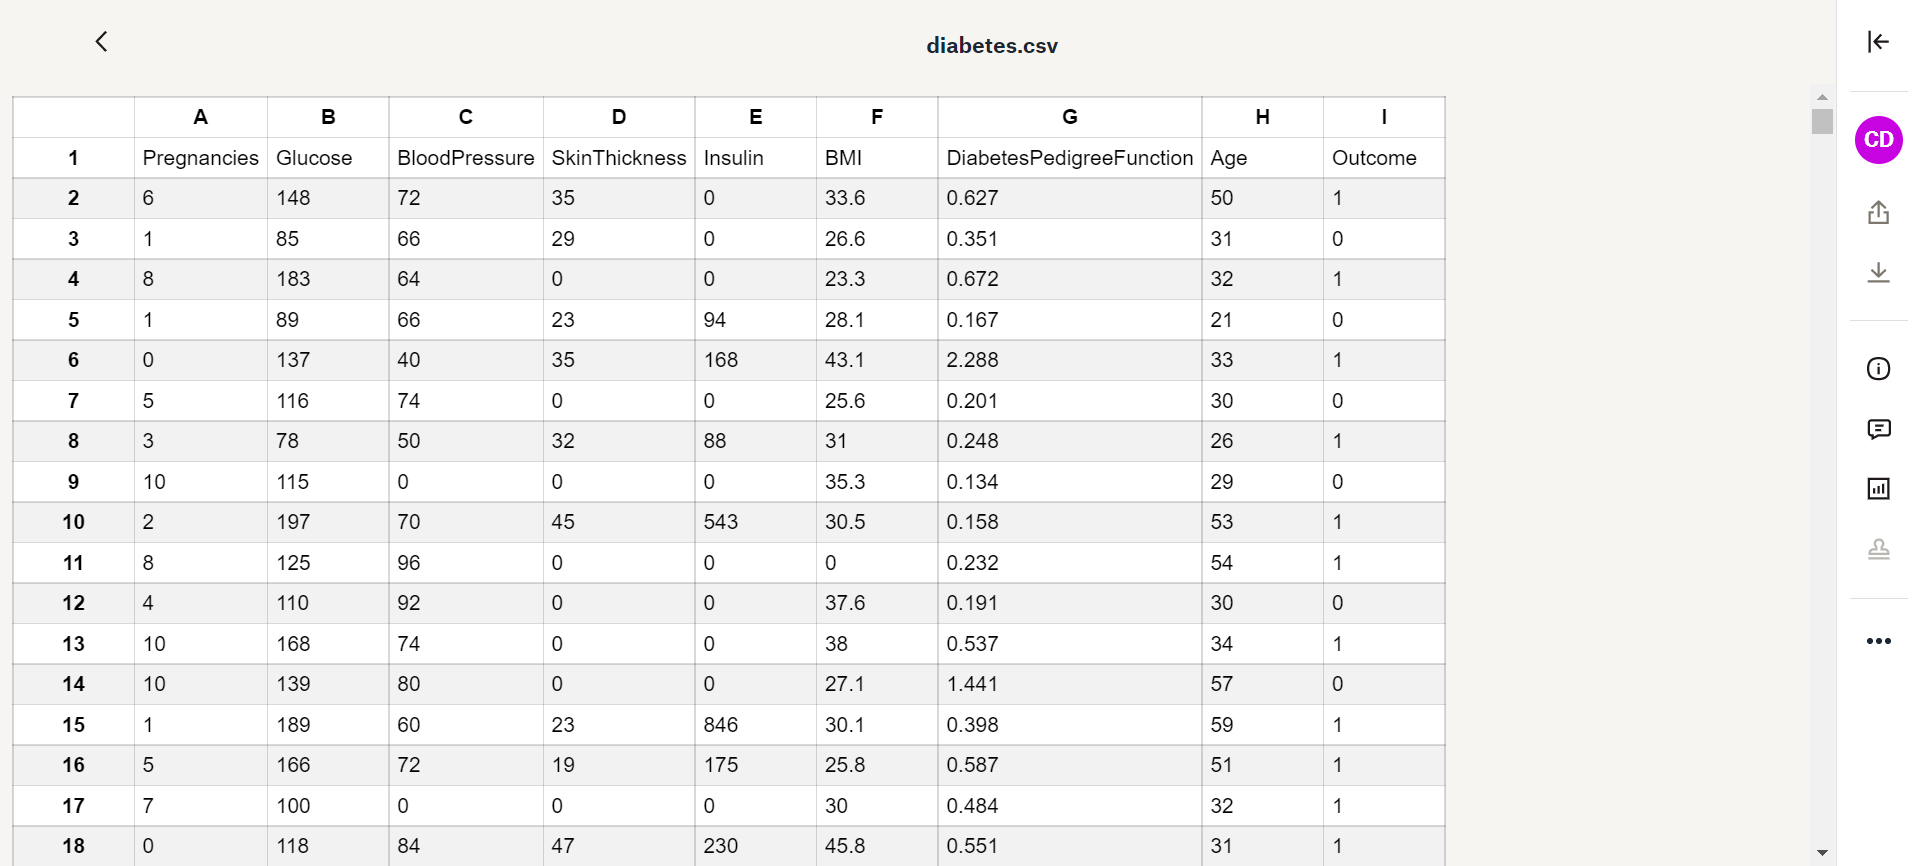 diabetes.csv
CD
A B C D E F G H I
1 Pregnancies Glucose BloodPressure SkinThickness Insulin BMI DiabetesPedigreeFunction Age Outcome
2 6 148 72 35 0 33.6 0.627 50 1
3 1 85 66 29 0 26.6 0.351 31 0
4 8 183 64 0 0 23.3 0.672 32 1
5 1 89 66 23 94 28.1 0.167 21 0
6 0 137 40 35 168 43.1 2.288 33 1
7 5 116 74 0 0 25.6 0.201 30 0
8 3 78 50 32 88 31 0.248 26 1
9 10 115 0 0 0 35.3 0.134 29 0
10 2 197 70 45 543 30.5 0.158 53 1
11 8 125 96 0 0 0 0.232 54 1
12 4 110 92 0 0 37.6 0.191 30 0
13 10 168 74 0 0 38 0.537 34 1
14 10 139 80 0 0 27.1 1.441 57 0
15 1 189 60 23 846 30.1 0.398 59 1
16 5 166 72 19 175 25.8 0.587 51 1
17 7 100 0 0 0 30 0.484 32 1
18 0 118 84 47 230 45.8 0.551 31 1